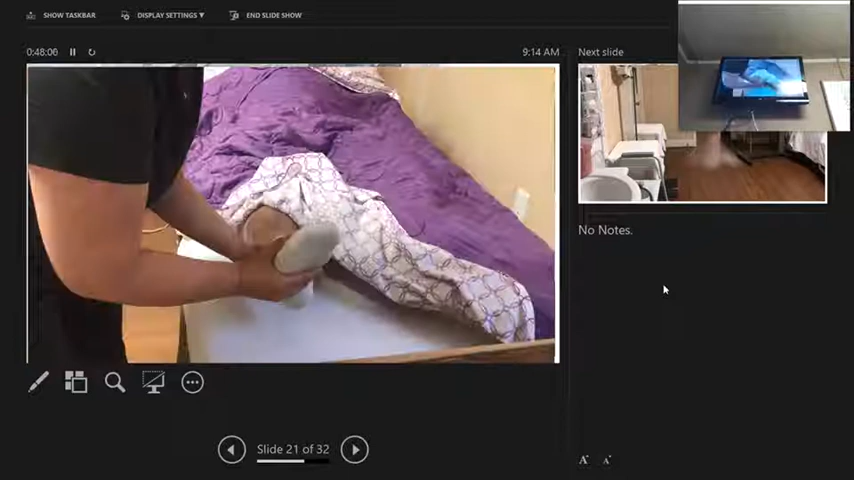 SHOW TASKBAR
DISPLAY SETTINGS ▼
END SLIDE SHOW
0:48:06
9:14 AM
Next slide
No Notes.
Slide 21 of 32
A
A